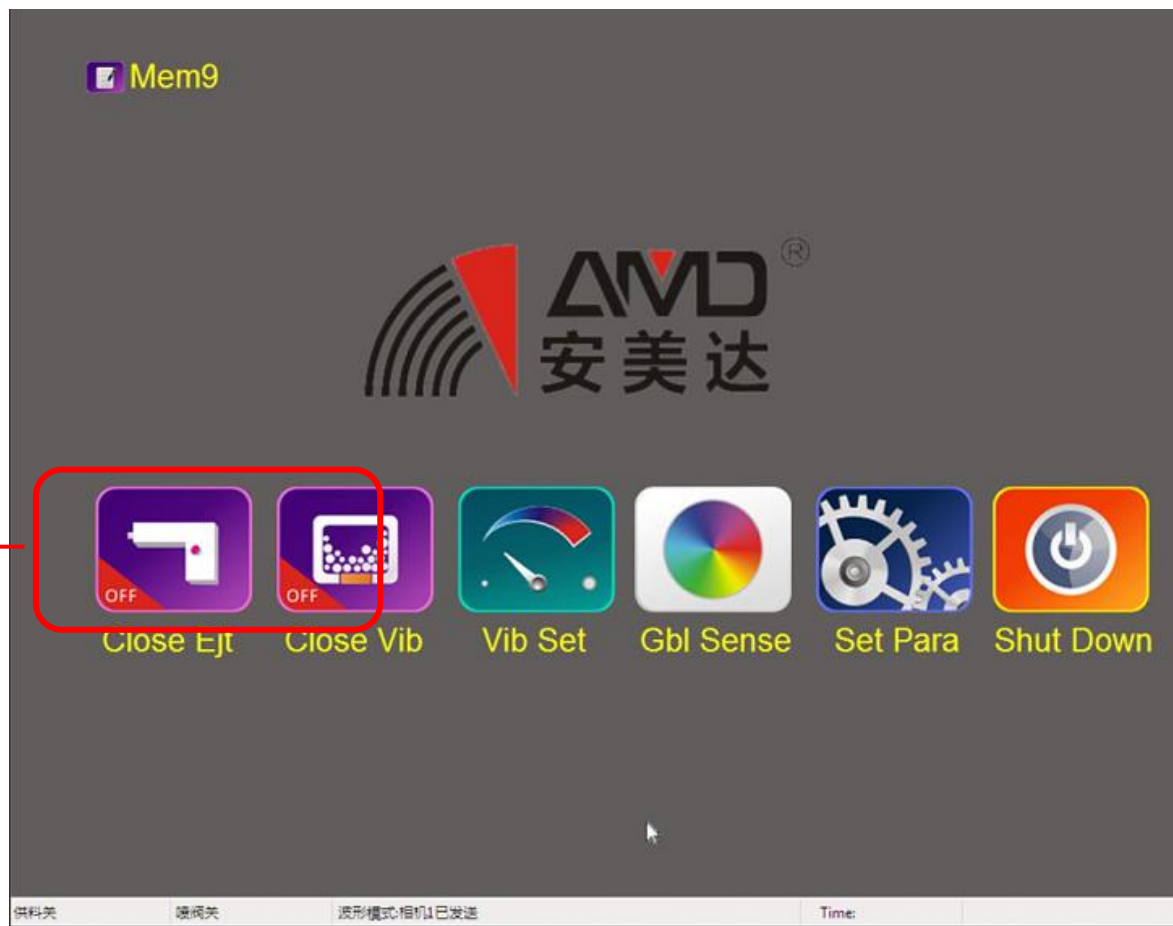 Mem9
AMD®
安美达
OFF
OFF
Close Ejt
Close Vib
Vib Set
Gbl Sense
Set Para
Shut Down
供料关
喷阀关
波形模式:相机1已发送
Time: